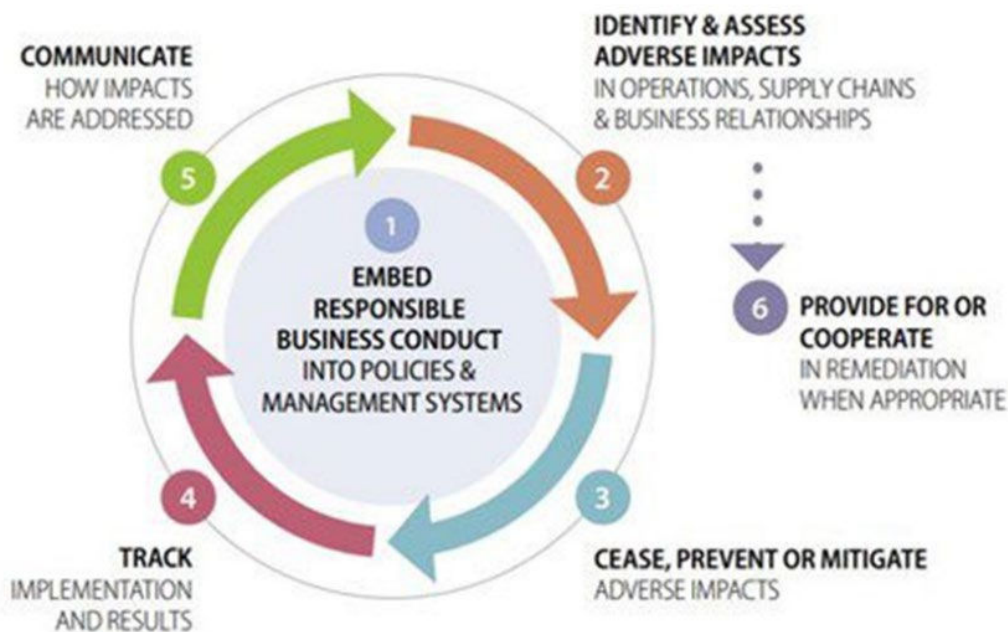 1
EMBED
RESPONSIBLE
BUSINESS CONDUCT
INTO POLICIES &
MANAGEMENT SYSTEMS
2
IDENTIFY & ASSESS
ADVERSE IMPACTS
IN OPERATIONS, SUPPLY CHAINS
& BUSINESS RELATIONSHIPS
3
CEASE, PREVENT OR MITIGATE
ADVERSE IMPACTS
4
TRACK
IMPLEMENTATION
AND RESULTS
5
COMMUNICATE
HOW IMPACTS
ARE ADDRESSED
6
PROVIDE FOR OR
COOPERATE
IN REMEDIATION
WHEN APPROPRIATE